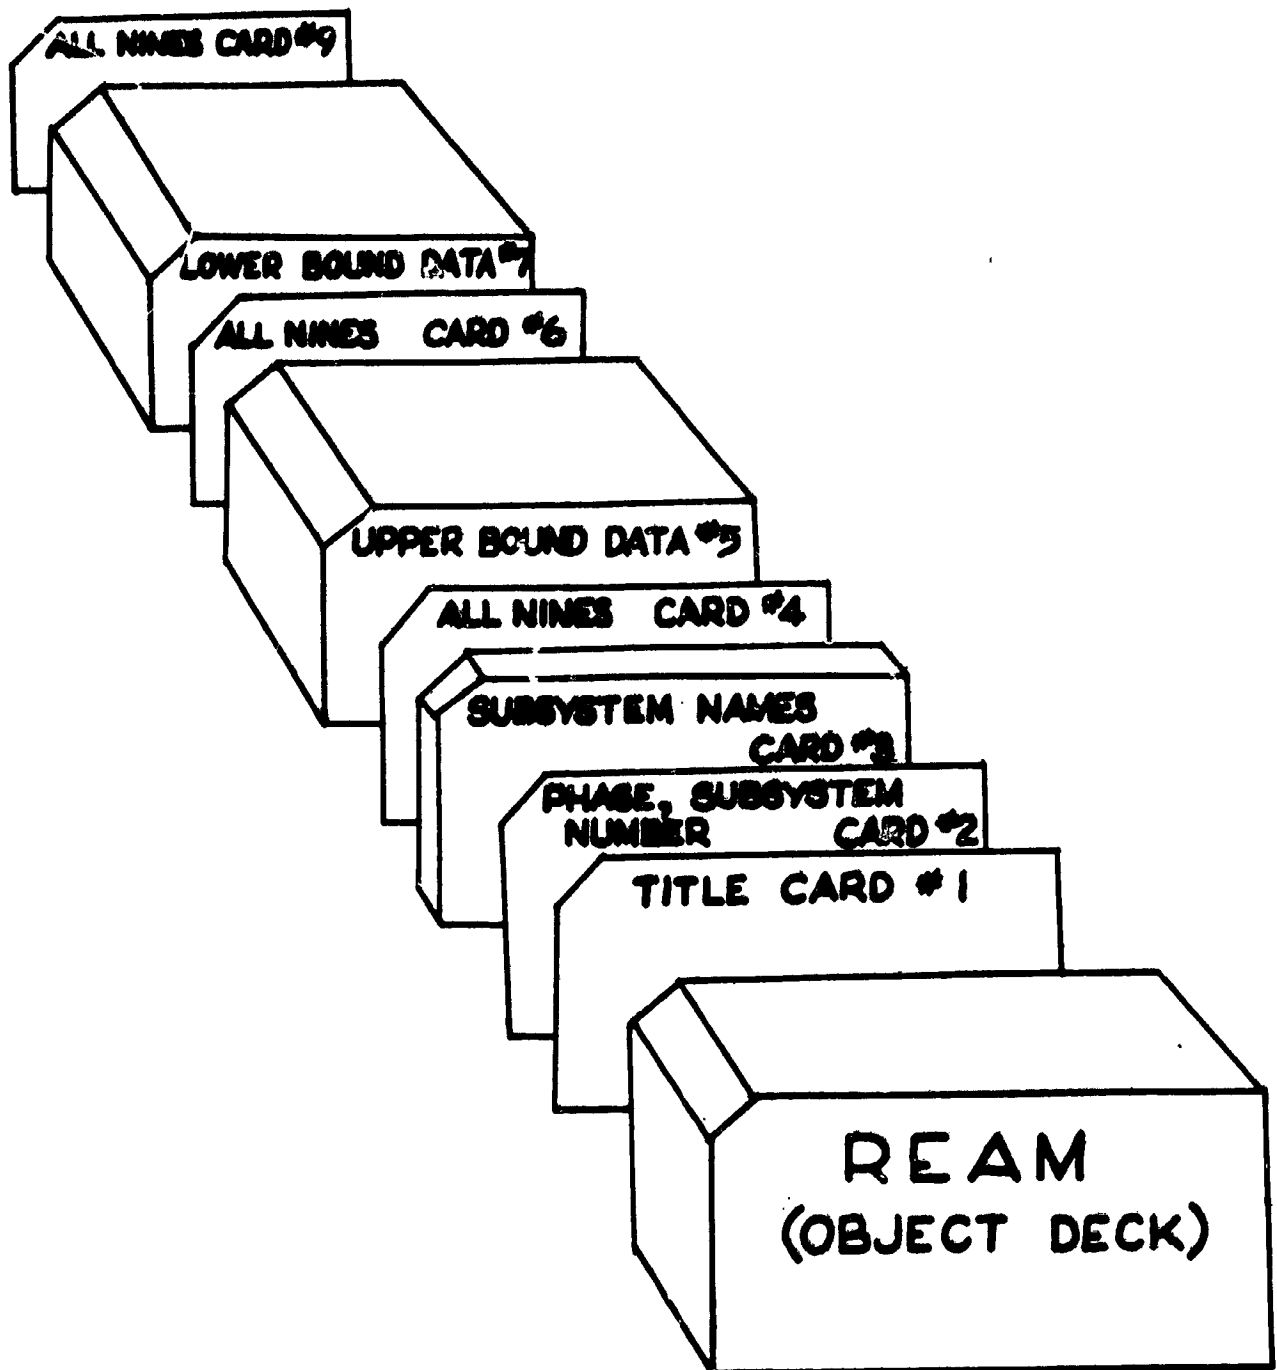 ALL NINES CARD #9
LOWER BOUND DATA #7
ALL NINES CARD #6
UPPER BOUND DATA #5
ALL NINES CARD #4
SUBSYSTEM NAMES
CARD #3
PHASE, SUBSYSTEM
NUMBER CARD #2
TITLE CARD #1
REAM
(OBJECT DECK)